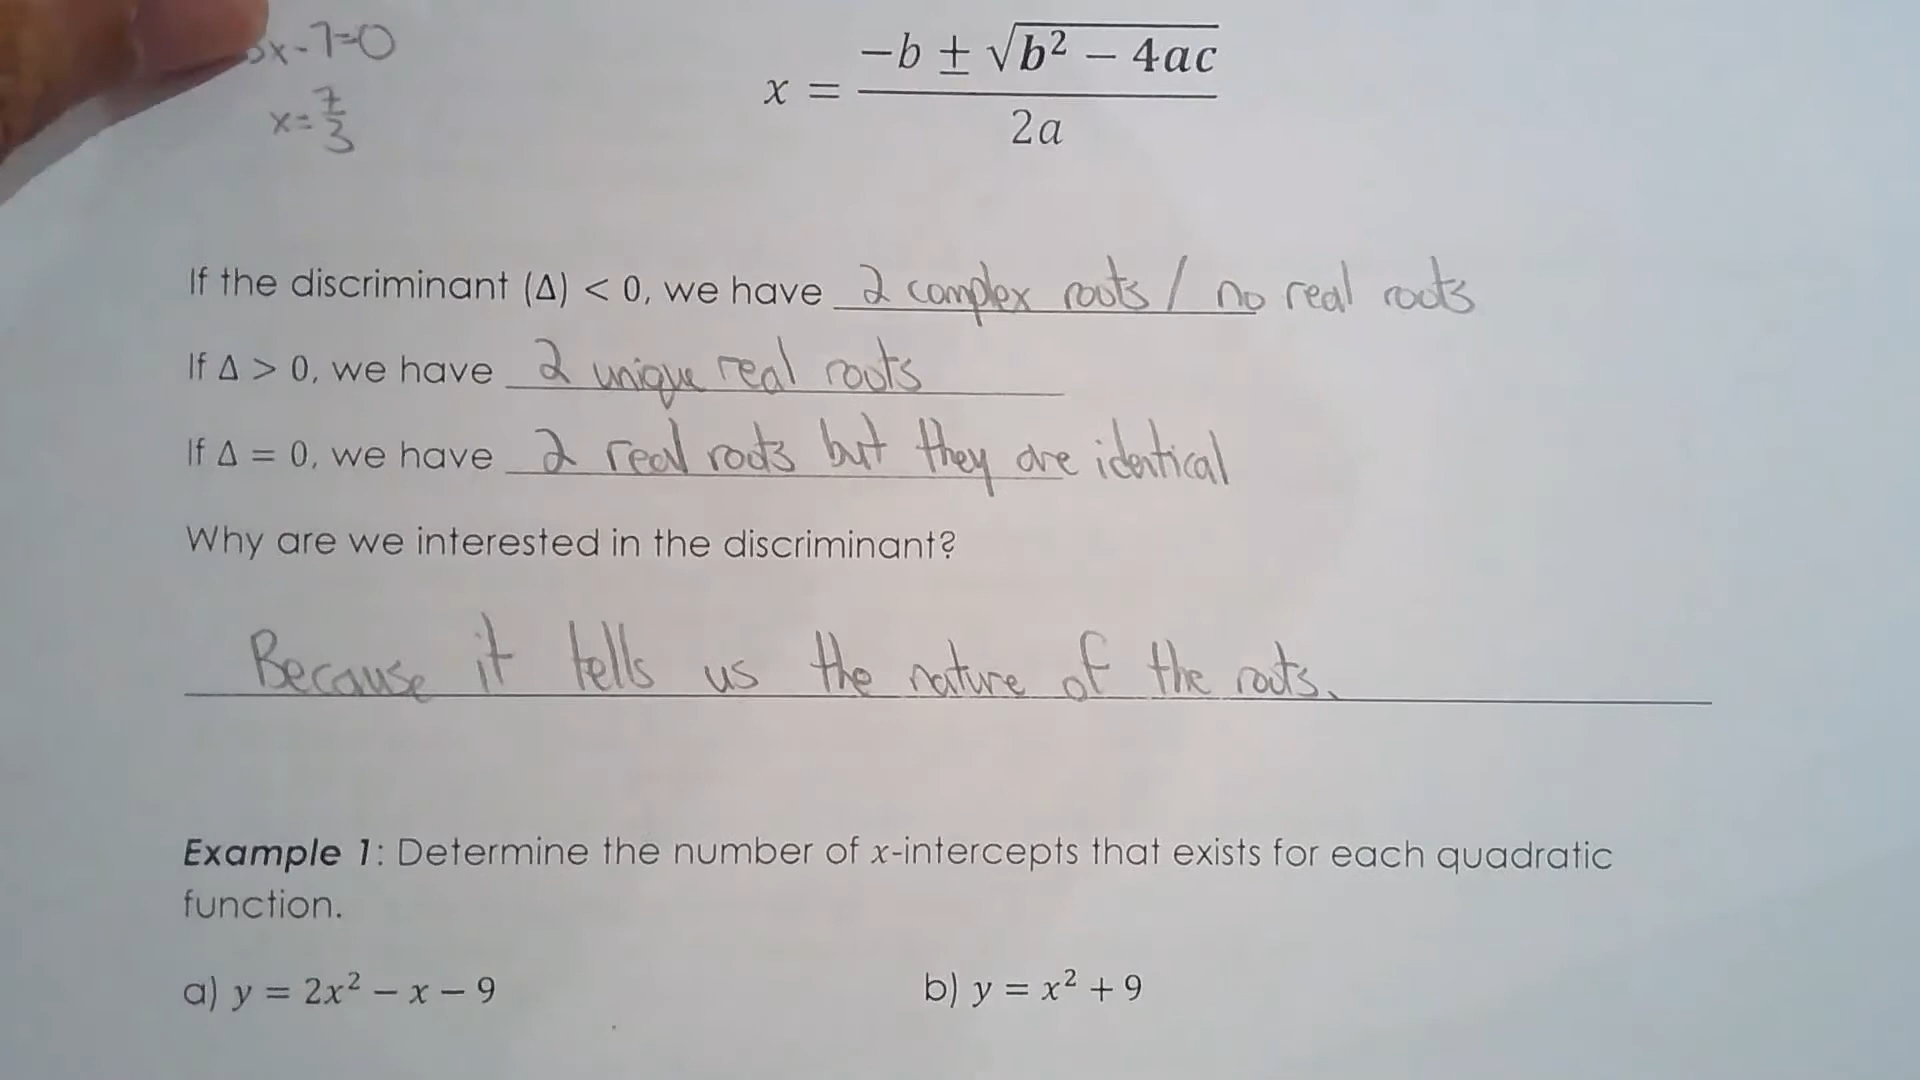 x-7=0
x=7/3
x = (−b ± √(b² − 4ac)) / 2a
If the discriminant (Δ) < 0, we have 2 complex roots / no real roots
If Δ > 0, we have 2 unique real roots
If Δ = 0, we have 2 real roots but they are identical
Why are we interested in the discriminant?
Because it tells us the nature of the roots.
Example 1: Determine the number of x-intercepts that exists for each quadratic
function.
a) y = 2x² − x − 9
b) y = x² + 9